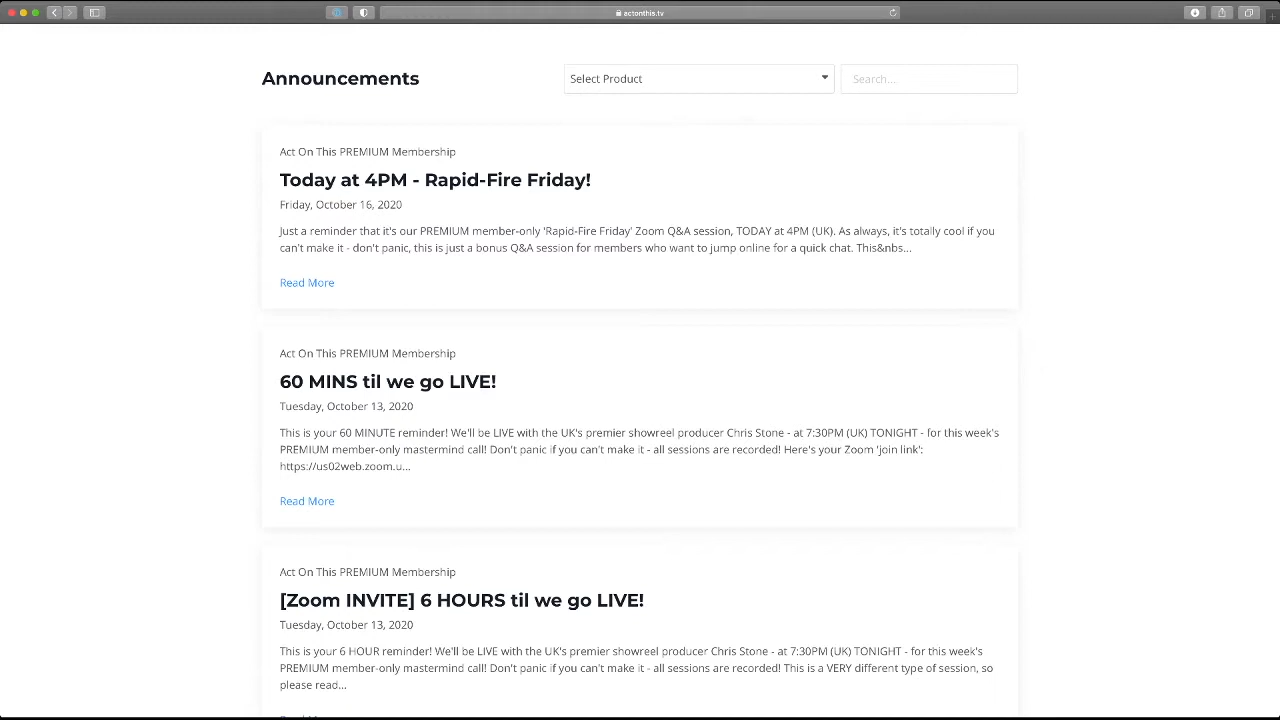 actonthis.tv
Announcements
Select Product
Search...
Act On This PREMIUM Membership
Today at 4PM - Rapid-Fire Friday!
Friday, October 16, 2020
Just a reminder that it's our PREMIUM member-only 'Rapid-Fire Friday' Zoom Q&A session, TODAY at 4PM (UK). As always, it's totally cool if you
can't make it - don't panic, this is just a bonus Q&A session for members who want to jump online for a quick chat. This&nbs...
Read More
Act On This PREMIUM Membership
60 MINS til we go LIVE!
Tuesday, October 13, 2020
This is your 60 MINUTE reminder! We'll be LIVE with the UK's premier showreel producer Chris Stone - at 7:30PM (UK) TONIGHT - for this week's
PREMIUM member-only mastermind call! Don't panic if you can't make it - all sessions are recorded! Here's your Zoom 'join link':
https://us02web.zoom.u...
Read More
Act On This PREMIUM Membership
[Zoom INVITE] 6 HOURS til we go LIVE!
Tuesday, October 13, 2020
This is your 6 HOUR reminder! We'll be LIVE with the UK's premier showreel producer Chris Stone - at 7:30PM (UK) TONIGHT - for this week's
PREMIUM member-only mastermind call! Don't panic if you can't make it - all sessions are recorded! This is a VERY different type of session, so
please read...